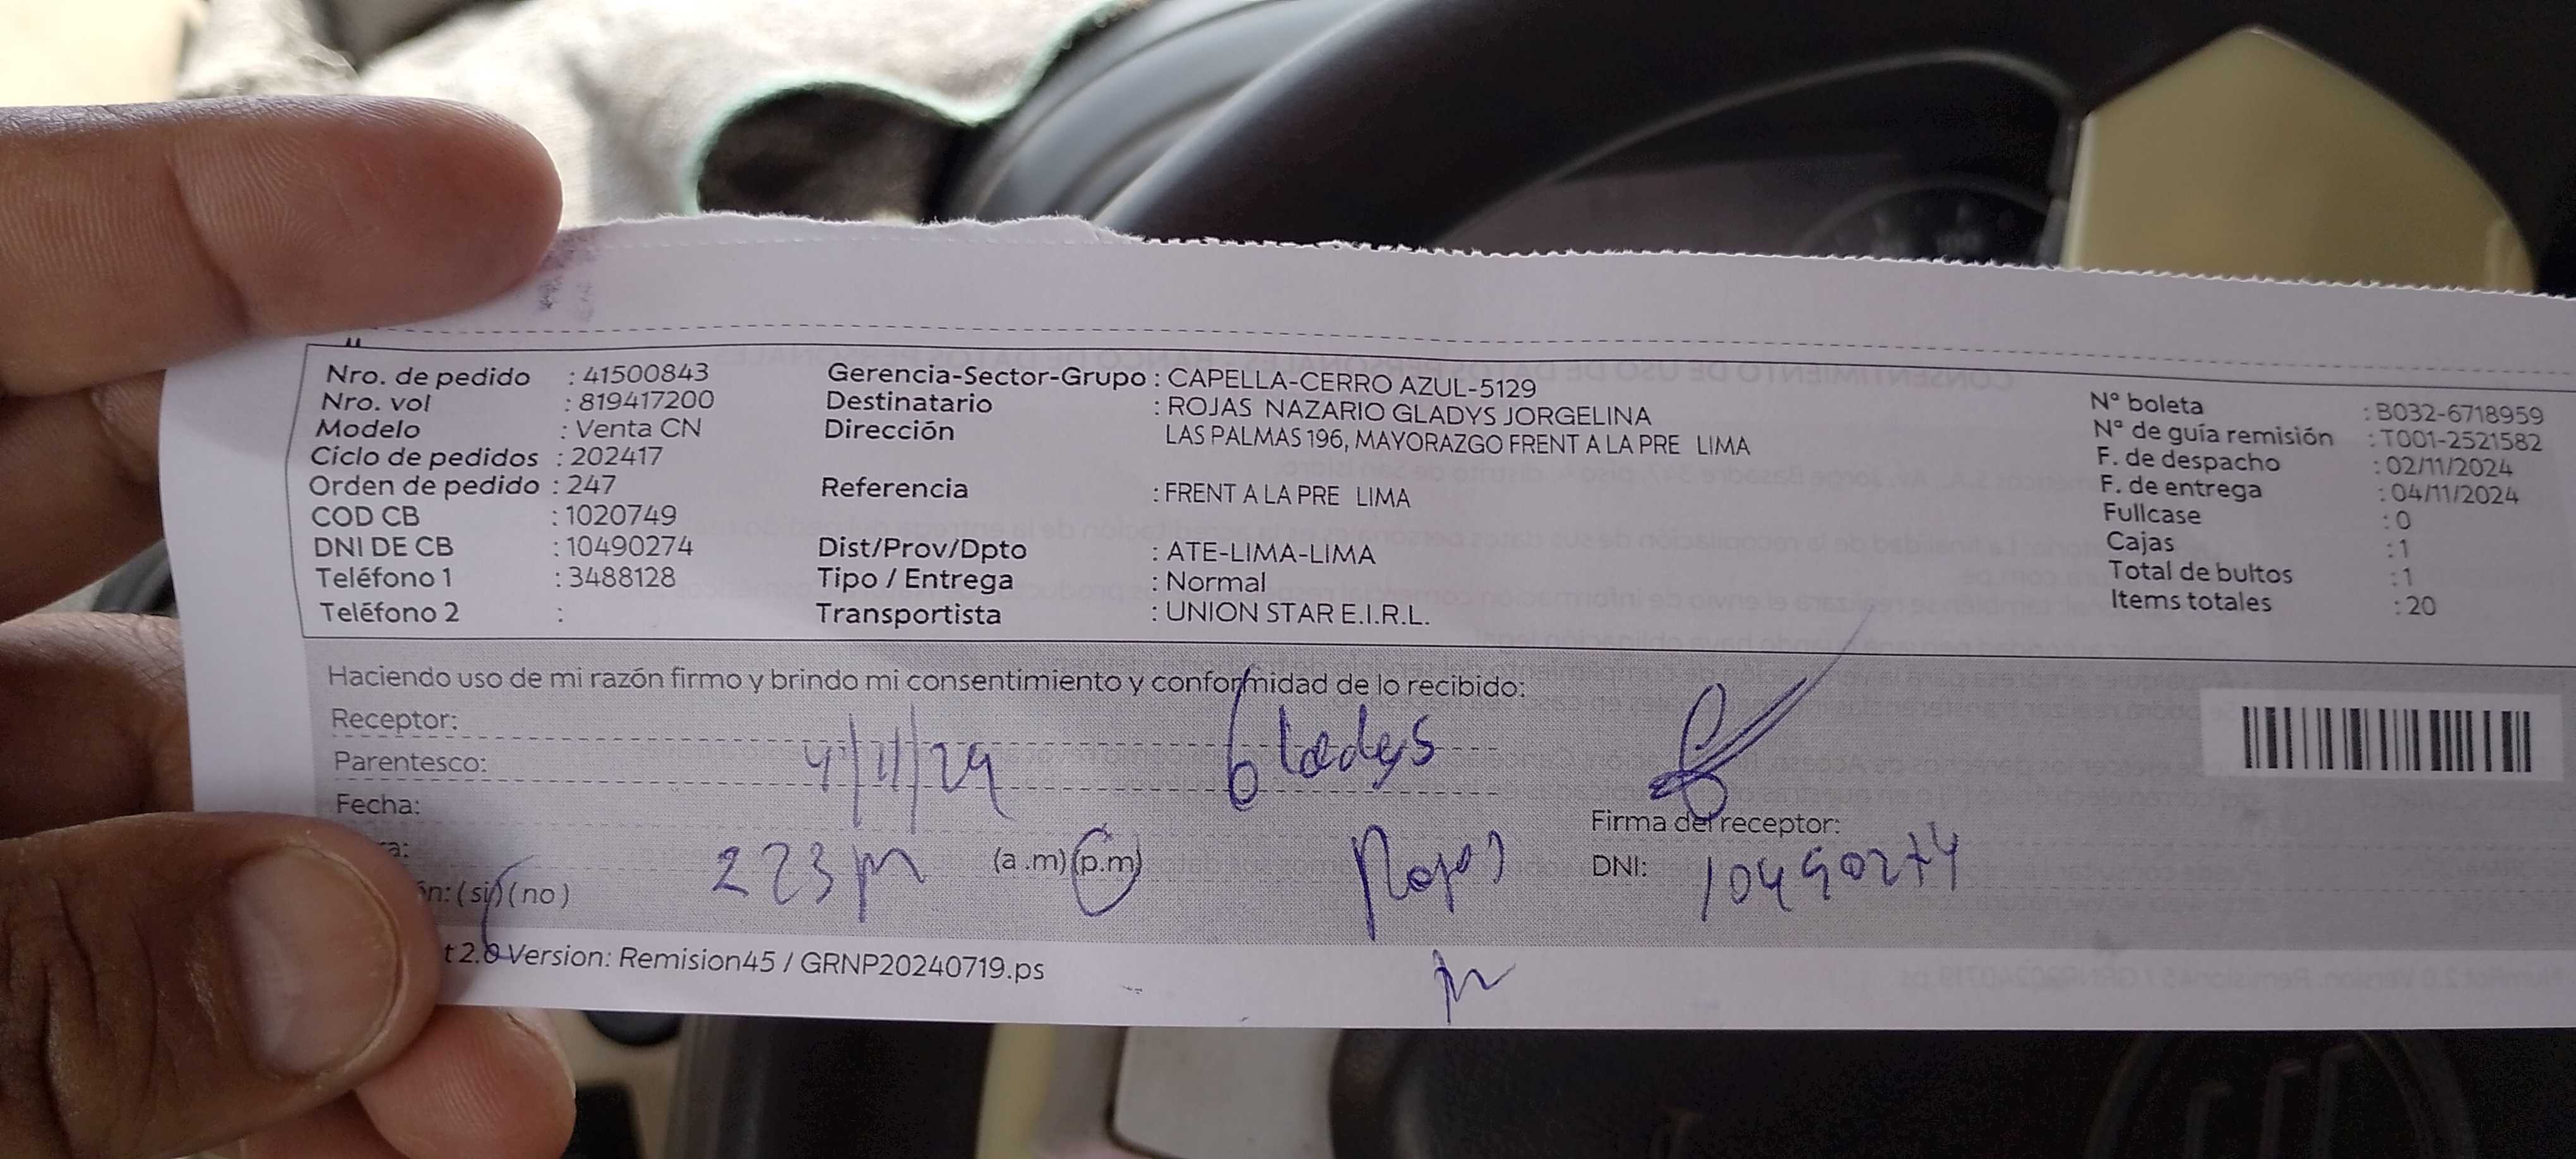 Nro. de pedido : 41500843
Nro. vol : 819417200
Modelo : Venta CN
Ciclo de pedidos : 202417
Orden de pedido : 247
COD CB : 1020749
DNI DE CB : 10490274
Teléfono 1 : 3488128
Teléfono 2 :
Gerencia-Sector-Grupo : CAPELLA-CERRO AZUL-5129
Destinatario : ROJAS NAZARIO GLADYS JORGELINA
Dirección LAS PALMAS 196, MAYORAZGO FRENT A LA PRE LIMA
Referencia : FRENT A LA PRE LIMA
Dist/Prov/Dpto : ATE-LIMA-LIMA
Tipo / Entrega : Normal
Transportista : UNION STAR E.I.R.L.
N° boleta : B032-6718959
N° de guía remisión : T001-2521582
F. de despacho : 02/11/2024
F. de entrega : 04/11/2024
Fullcase : 0
Cajas : 1
Total de bultos : 1
Items totales : 20
Haciendo uso de mi razón firmo y brindo mi consentimiento y conformidad de lo recibido:
Receptor:
Parentesco: 4/11/24 Gladys
Fecha:
Firma del receptor:
a: 223 pm (a.m) (p.m) Rojas
DNI: 10490274
n: (si) (no)
t 2.0 Version: Remision45 / GRNP20240719.ps